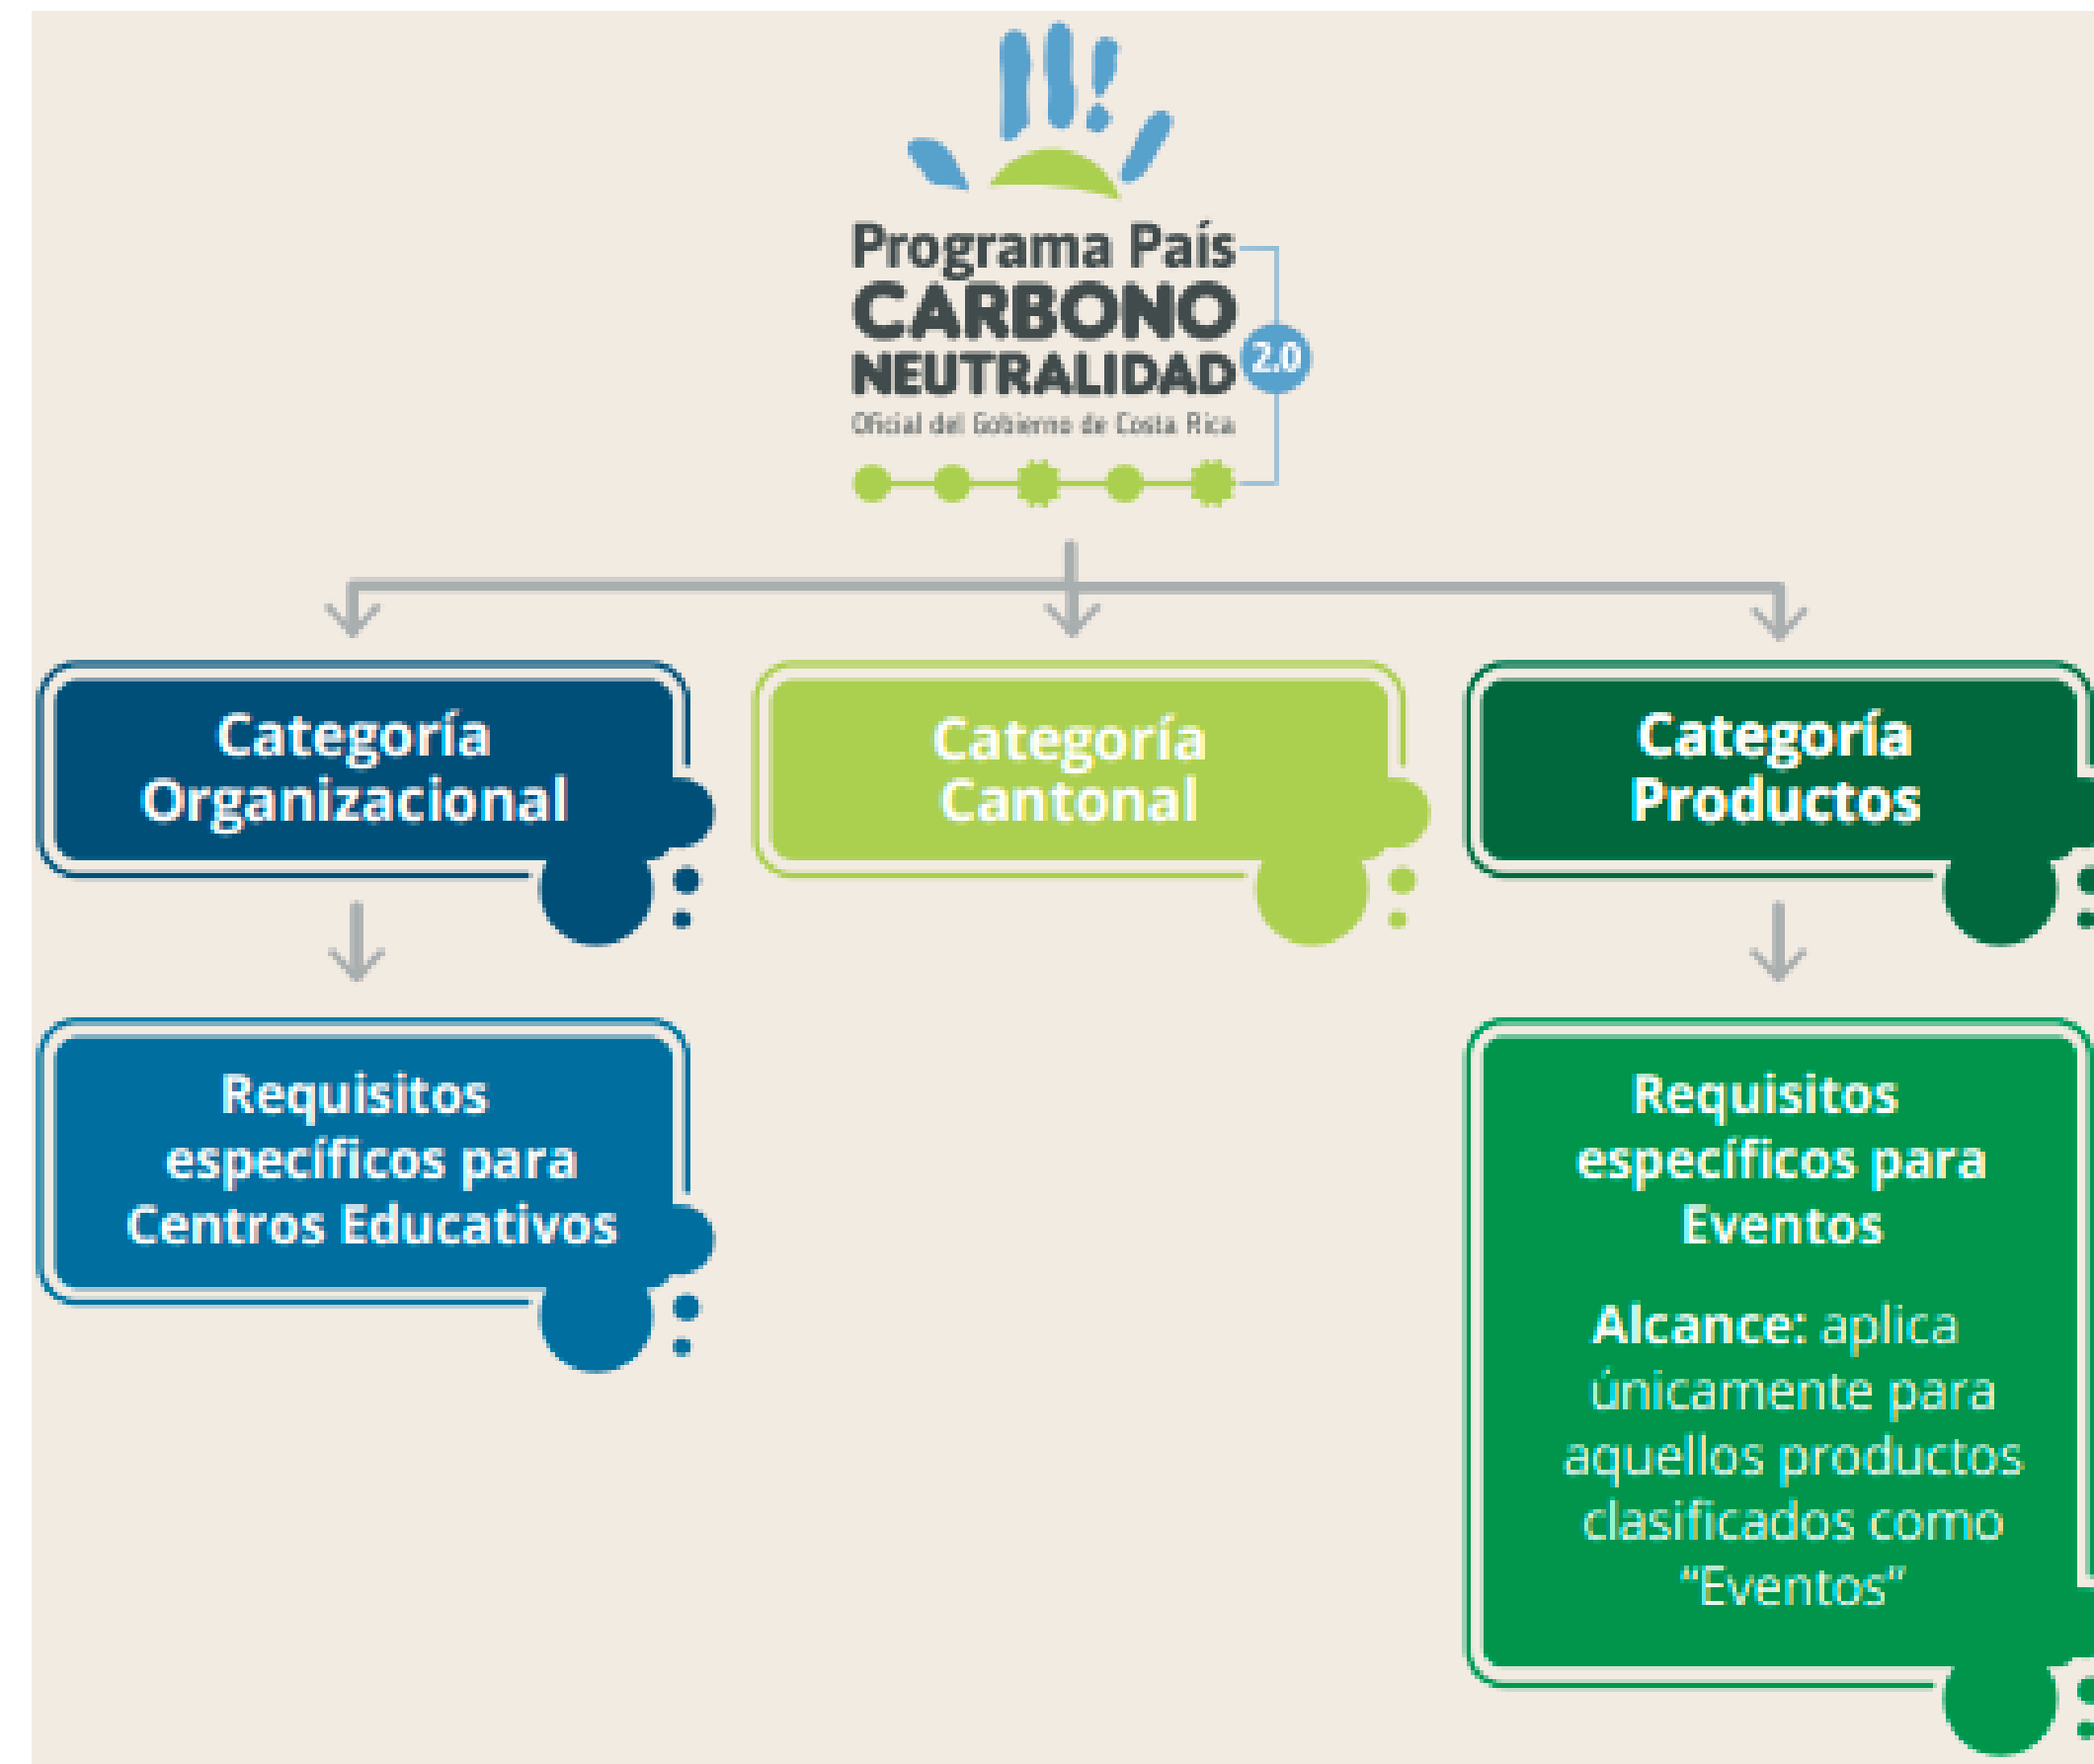 Programa País
CARBONO
NEUTRALIDAD
2.0
Oficial del Gobierno de Costa Rica
Categoría
Organizacional
Categoría
Cantonal
Categoría
Productos
Requisitos
específicos para
Centros Educativos
Requisitos
específicos para
Eventos
Alcance: aplica
únicamente para
aquellos productos
clasificados como
“Eventos”